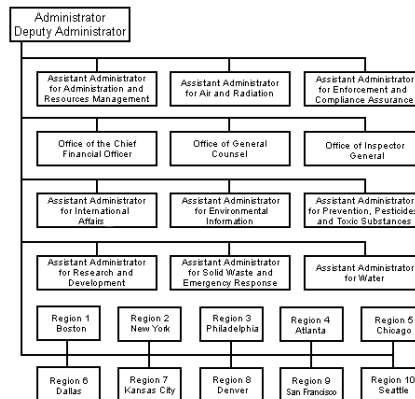 Administrator
Deputy Administrator
Assistant Administrator
for Administration and
Resources Management
Assistant Administrator
for Air and Radiation
Assistant Administrator
for Enforcement and
Compliance Assurance
Office of the Chief
Financial Officer
Office of General
Counsel
Office of Inspector
General
Assistant Administrator
for International
Affairs
Assistant Administrator
for Environmental
Information
Assistant Administrator
for Prevention, Pesticides
and Toxic Substances
Assistant Administrator
for Research and
Development
Assistant Administrator
for Solid Waste and
Emergency Response
Assistant Administrator
for Water
Region 1
Boston
Region 2
New York
Region 3
Philadelphia
Region 4
Atlanta
Region 5
Chicago
Region 6
Dallas
Region 7
Kansas City
Region 8
Denver
Region 9
San Francisco
Region 10
Seattle